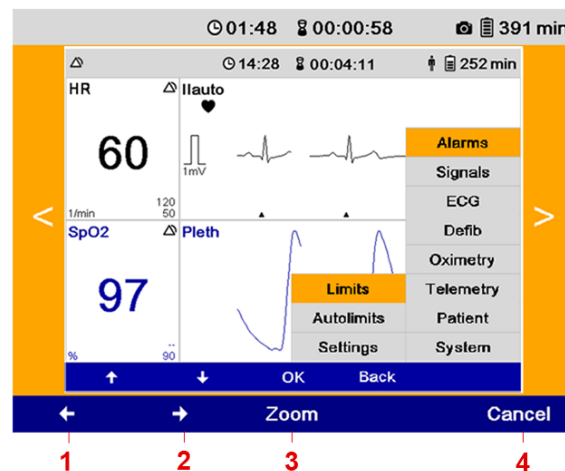 01:48 00:00:58 391 min
14:28 00:04:11 252 min
HR
60
1/min
120
50
IIauto
1mV
SpO2
97
%
--
90
Pleth
Alarms
Signals
ECG
Defib
Oximetry
Telemetry
Patient
System
Limits
Autolimits
Settings
↑ ↓ OK Back
< >
← → Zoom Cancel
1 2 3 4